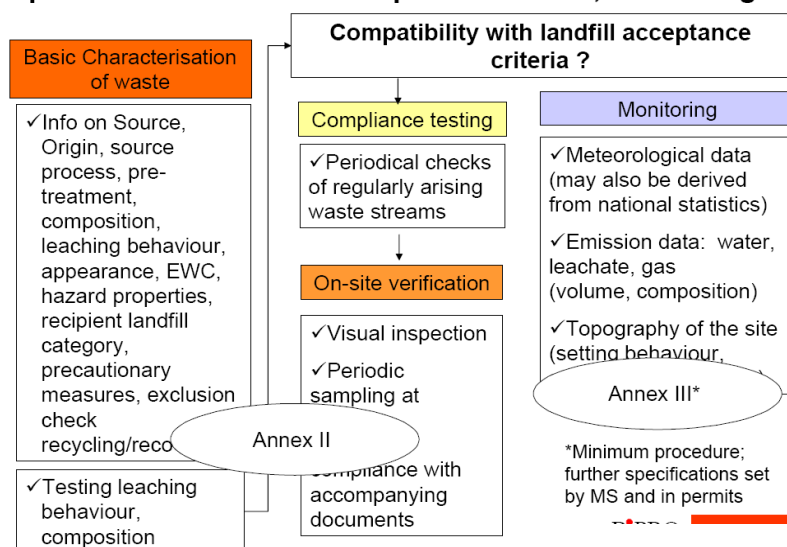 Compatibility with landfill acceptance
criteria ?
Basic Characterisation
of waste
✓Info on Source,
Origin, source
process, pre-
treatment,
composition,
leaching behaviour,
appearance, EWC,
hazard properties,
recipient landfill
category,
precautionary
measures, exclusion
check
✓Testing leaching
behaviour,
composition
Compliance testing
✓Periodical checks
of regularly arising
waste streams
On-site verification
✓Visual inspection
✓Periodic
sampling at
Annex II
compliance with
accompanying
documents
Monitoring
✓Meteorological data
(may also be derived
from national statistics)
✓Emission data: water,
leachate, gas
(volume, composition)
✓Topography of the site
(setting behaviour,
Annex III*
*Minimum procedure;
further specifications set
by MS and in permits